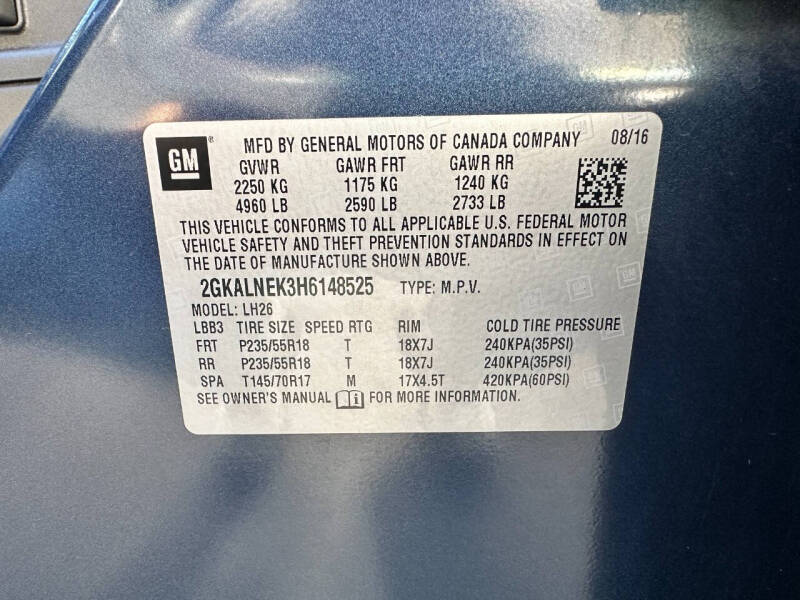 GM ® MFD BY GENERAL MOTORS OF CANADA COMPANY 08/16
GVWR GAWR FRT GAWR RR
2250 KG 1175 KG 1240 KG
4960 LB 2590 LB 2733 LB
THIS VEHICLE CONFORMS TO ALL APPLICABLE U.S. FEDERAL MOTOR
VEHICLE SAFETY AND THEFT PREVENTION STANDARDS IN EFFECT ON
THE DATE OF MANUFACTURE SHOWN ABOVE.
2GKALNEK3H6148525 TYPE: M.P.V.
MODEL: LH26
LBB3 TIRE SIZE SPEED RTG RIM COLD TIRE PRESSURE
FRT P235/55R18 T 18X7J 240KPA(35PSI)
RR P235/55R18 T 18X7J 240KPA(35PSI)
SPA T145/70R17 M 17X4.5T 420KPA(60PSI)
SEE OWNER'S MANUAL i FOR MORE INFORMATION.